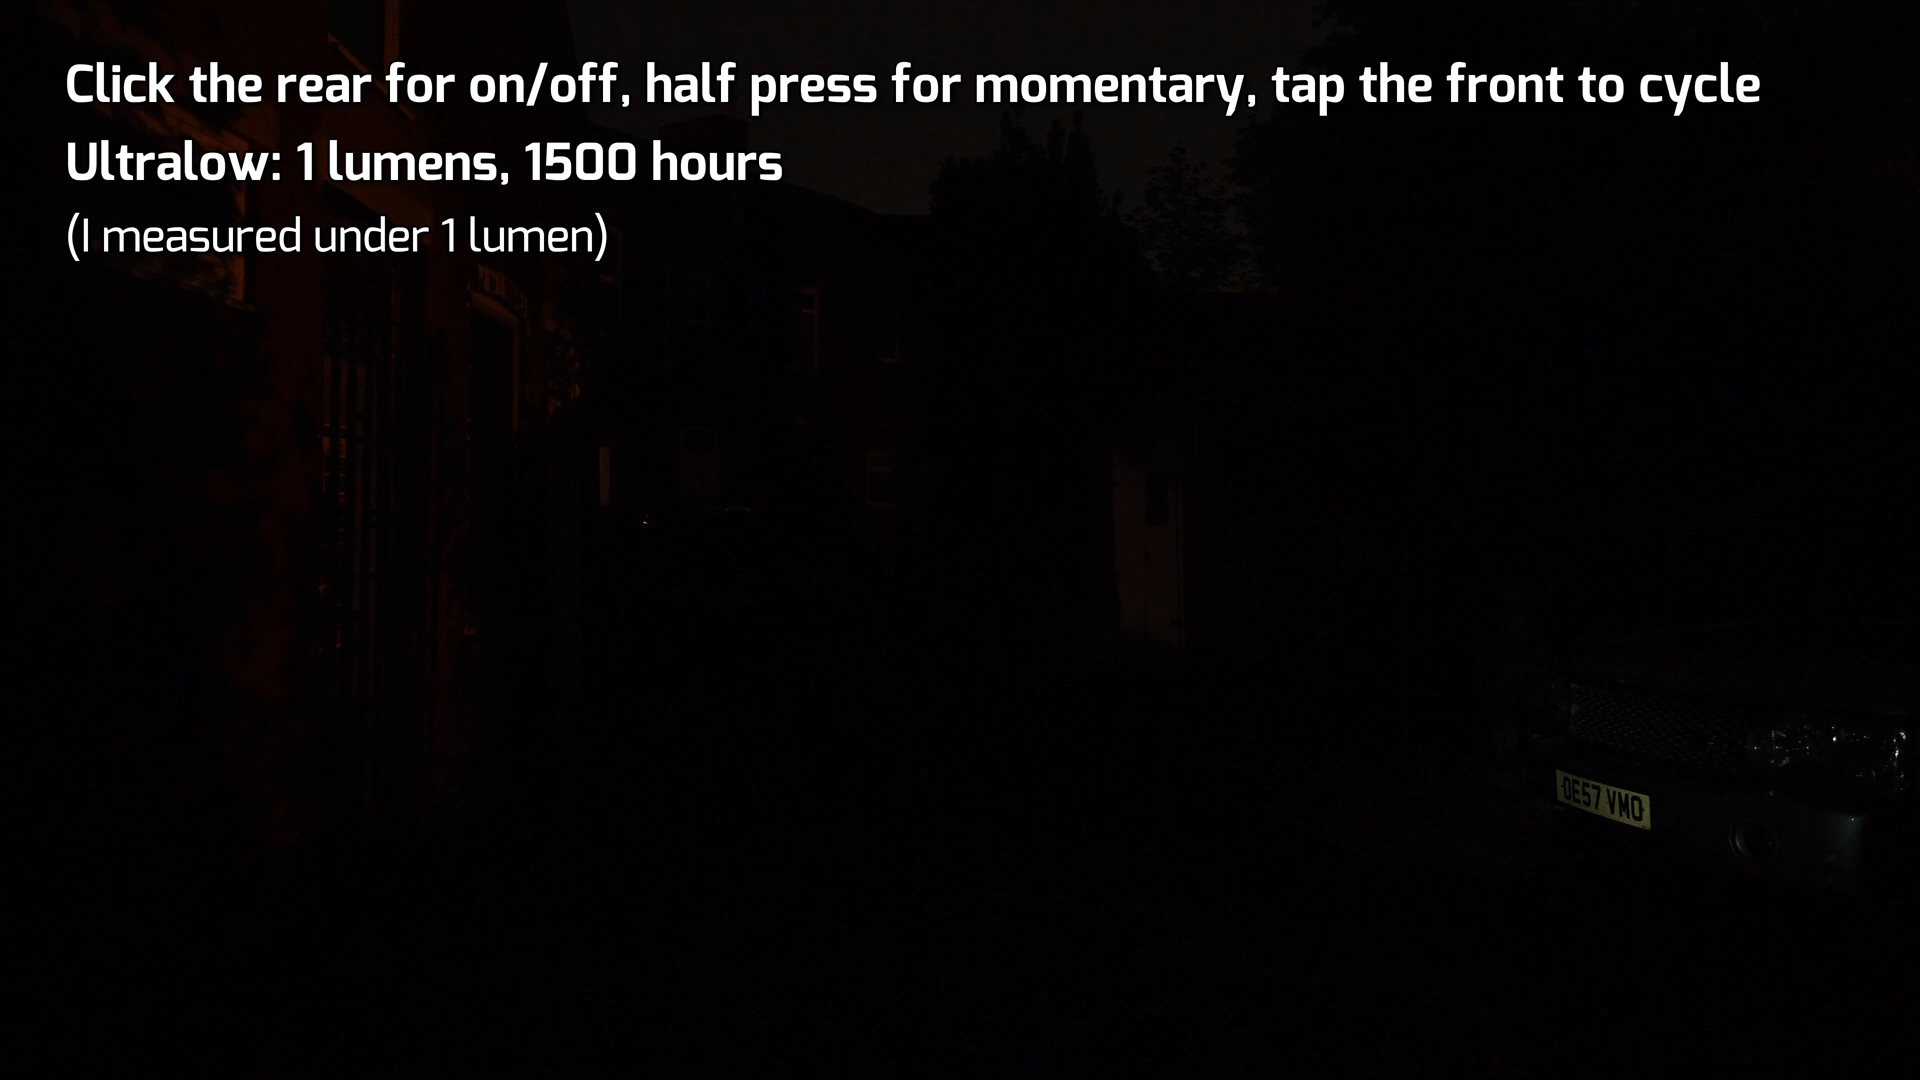 Click the rear for on/off, half press for momentary, tap the front to cycle
Ultralow: 1 lumens, 1500 hours
(I measured under 1 lumen)
OE57 VMO